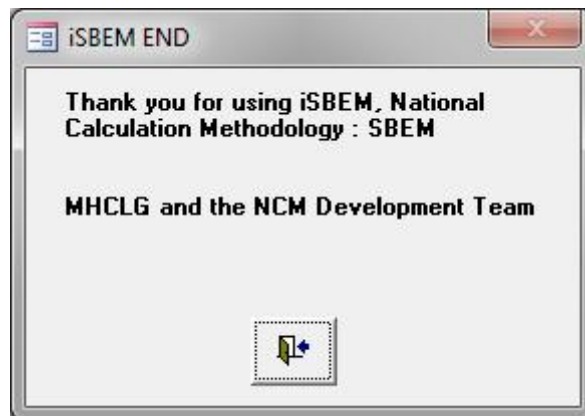 iSBEM END
Thank you for using iSBEM, National
Calculation Methodology : SBEM
MHCLG and the NCM Development Team